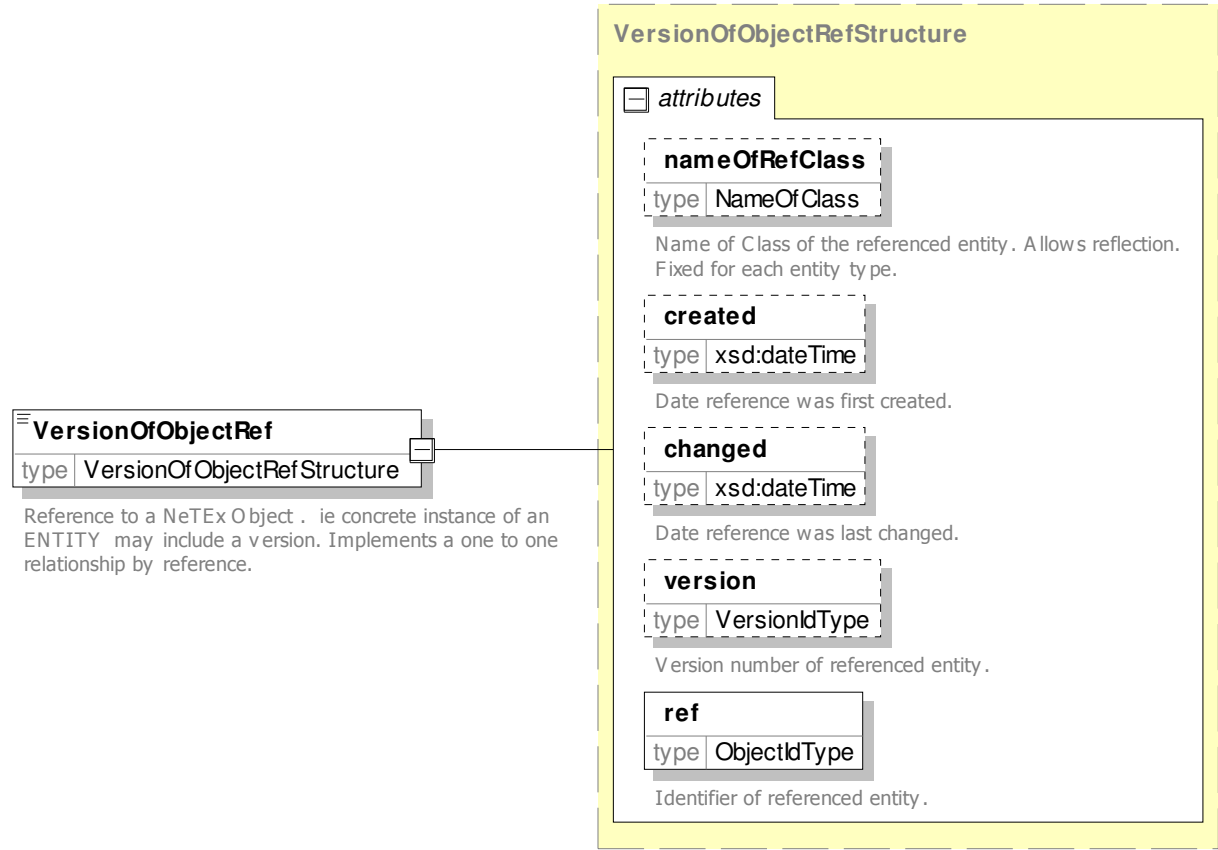 VersionOfObjectRefStructure
attributes
nameOfRefClass
type NameOfClass
Name of Class of the referenced entity. Allows reflection.
Fixed for each entity type.
created
type xsd:dateTime
Date reference was first created.
changed
type xsd:dateTime
Date reference was last changed.
version
type VersionIdType
Version number of referenced entity.
ref
type ObjectIdType
Identifier of referenced entity.
VersionOfObjectRef
type VersionOfObjectRefStructure
Reference to a NeTEx Object . ie concrete instance of an
ENTITY may include a version. Implements a one to one
relationship by reference.